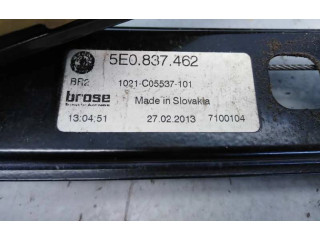 5E0.837.462
BR2 1021-C05537-101
brose
Made in Slovakia
13:04:51 27.02.2013 7100104